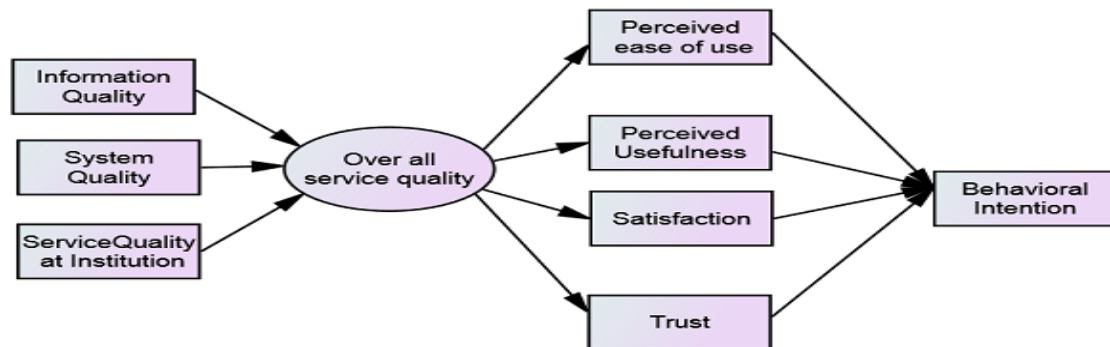 Information
Quality
System
Quality
ServiceQuality
at Institution
Over all
service quality
Perceived
ease of use
Perceived
Usefulness
Satisfaction
Trust
Behavioral
Intention